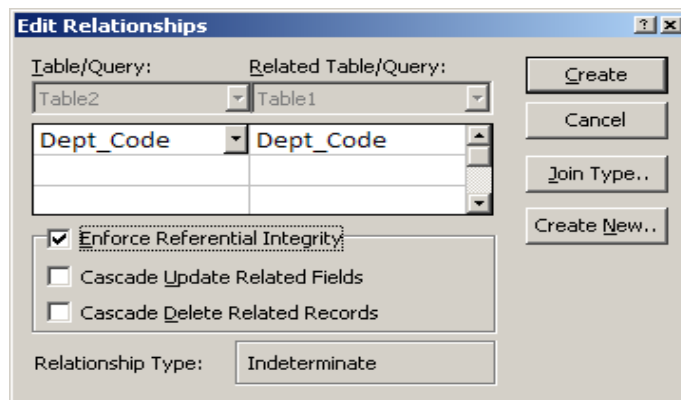 Edit Relationships
Table/Query: Related Table/Query:
Table2 Table1
Dept_Code Dept_Code
Enforce Referential Integrity
Cascade Update Related Fields
Cascade Delete Related Records
Relationship Type: Indeterminate
Create
Cancel
Join Type..
Create New..